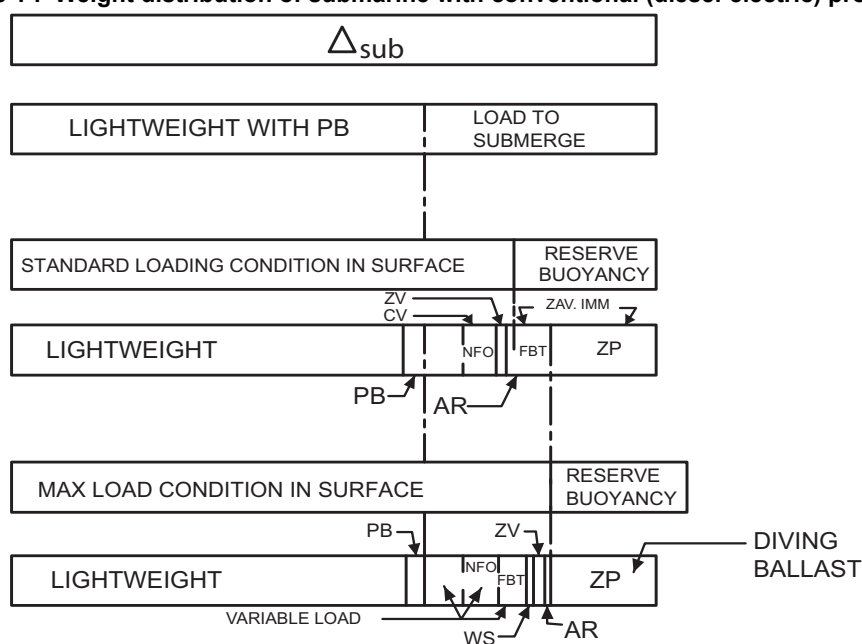 Weight distribution of submarine with conventional (diesel electric)
Δsub
LIGHTWEIGHT WITH PB
LOAD TO
SUBMERGE
STANDARD LOADING CONDITION IN SURFACE
RESERVE
BUOYANCY
ZV
CV
ZAV. IMM
LIGHTWEIGHT
NFO
FBT
ZP
PB
AR
MAX LOAD CONDITION IN SURFACE
RESERVE
BUOYANCY
PB
ZV
DIVING
BALLAST
LIGHTWEIGHT
NFO
FBT
ZP
VARIABLE LOAD
WS
AR